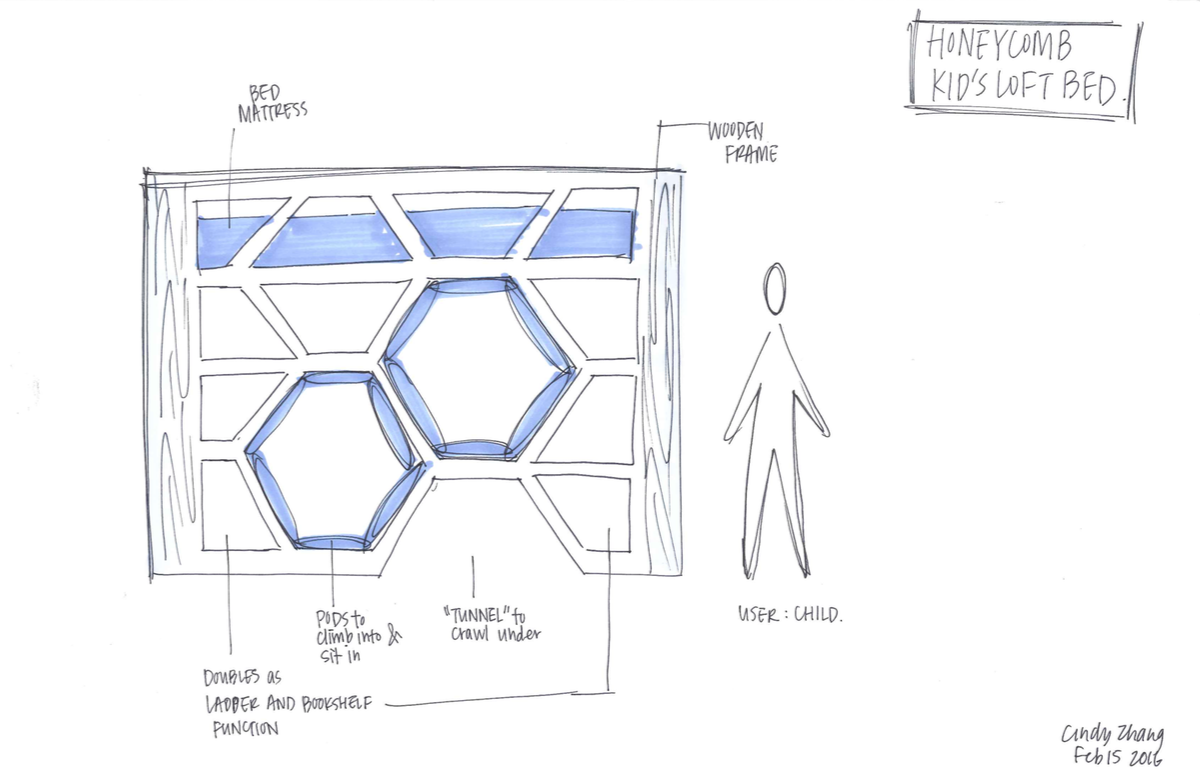 HONEYCOMB
KID'S LOFT BED.
BED
MATTRESS
WOODEN
FRAME
USER: CHILD.
PODS to
climb into &
sit in
"TUNNEL" to
crawl under
DOUBLES as
LADDER AND BOOKSHELF
FUNCTION
Cindy Zhang
Feb 15 2016